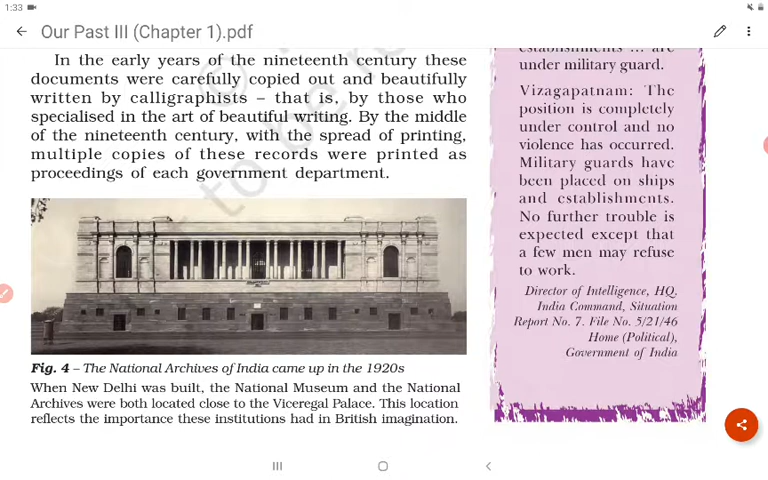 1:33
Our Past III (Chapter 1).pdf
In the early years of the nineteenth century these
documents were carefully copied out and beautifully
written by calligraphists – that is, by those who
specialised in the art of beautiful writing. By the middle
of the nineteenth century, with the spread of printing,
multiple copies of these records were printed as
proceedings of each government department.
Fig. 4 – The National Archives of India came up in the 1920s
When New Delhi was built, the National Museum and the National
Archives were both located close to the Viceregal Palace. This location
reflects the importance these institutions had in British imagination.
establishments ... are
under military guard.
Vizagapatnam: The
position is completely
under control and no
violence has occurred.
Military guards have
been placed on ships
and establishments.
No further trouble is
expected except that
a few men may refuse
to work.
Director of Intelligence, HQ,
India Command, Situation
Report No. 7. File No. 5/21/46
Home (Political),
Government of India